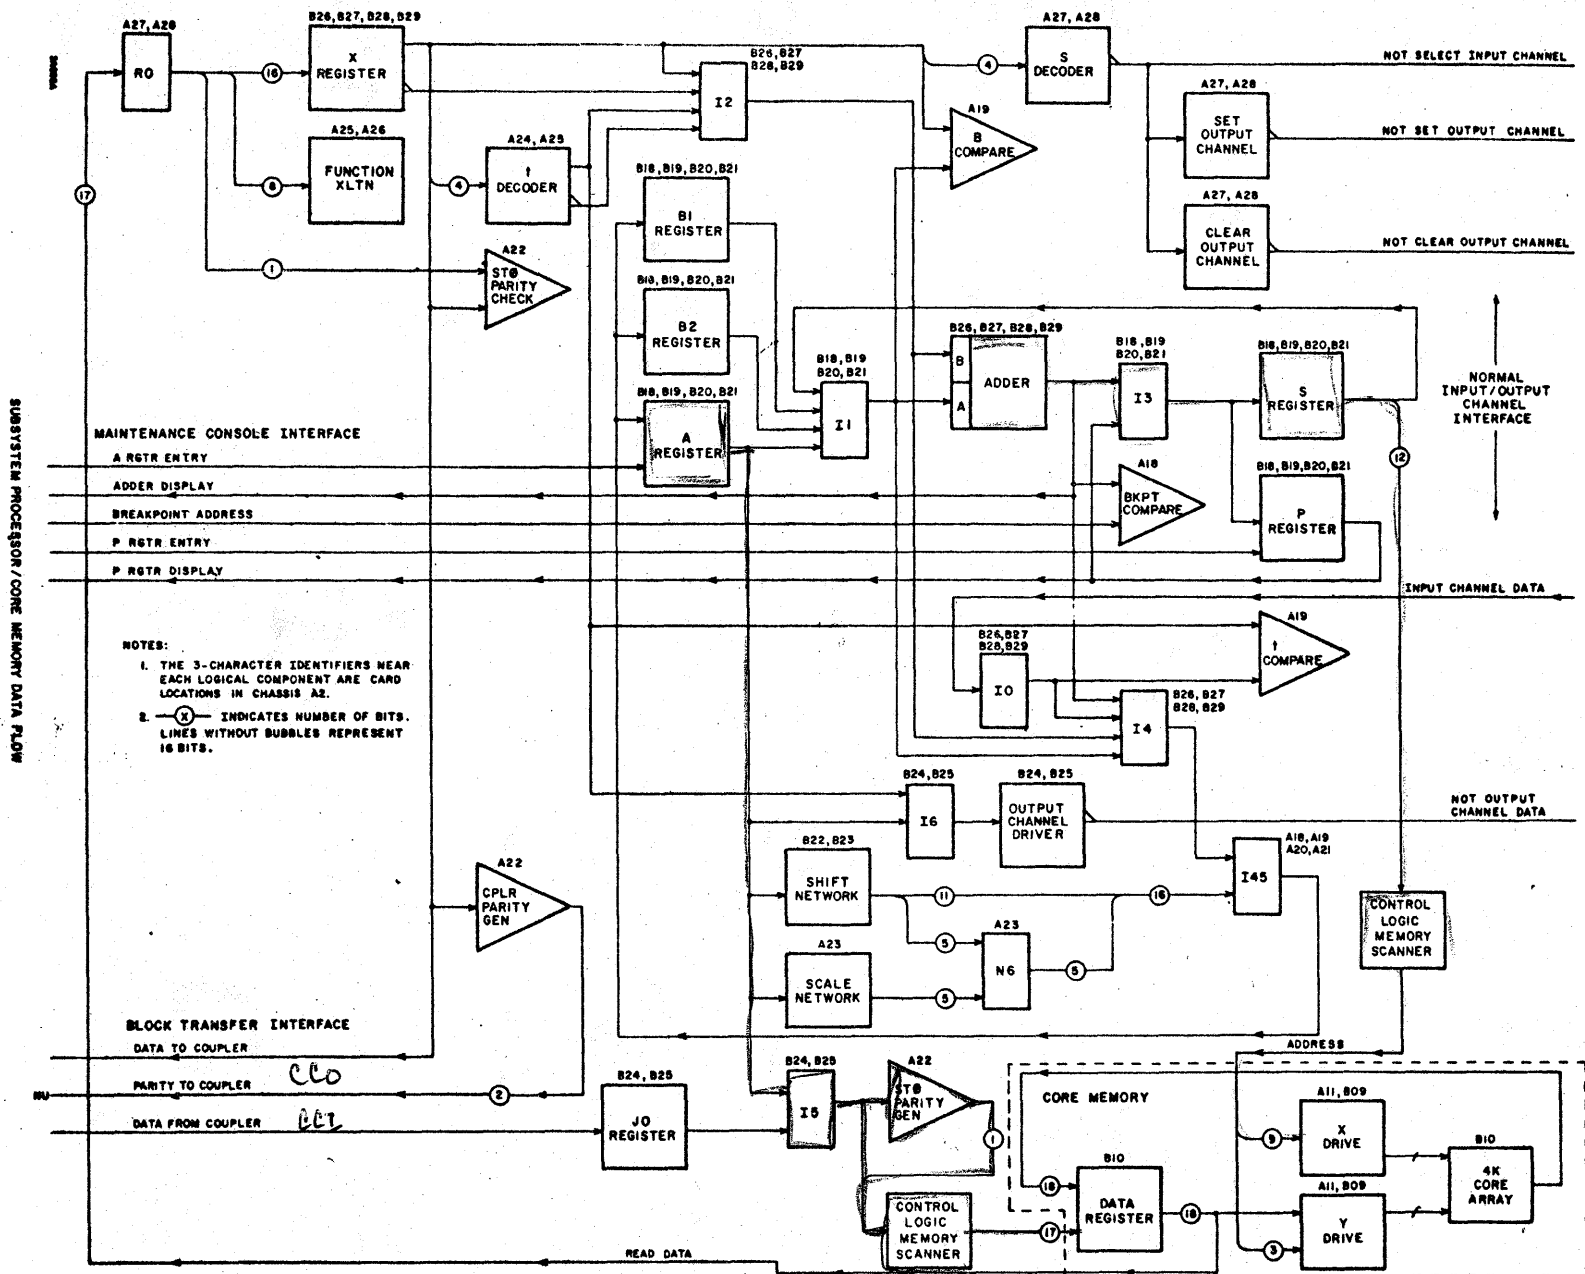 A27, A28
RO
B26, B27, B28, B29
X
REGISTER
16
A25, A26
FUNCTION
XLTN
8
17
A24, A25
t
DECODER
4
A22
STØ
PARITY
CHECK
1
B26, B27
B28, B29
I2
A27, A28
S
DECODER
4
NOT SELECT INPUT CHANNEL
A27, A28
SET
OUTPUT
CHANNEL
NOT SET OUTPUT CHANNEL
A27, A28
CLEAR
OUTPUT
CHANNEL
NOT CLEAR OUTPUT CHANNEL
A19
B
COMPARE
B18, B19, B20, B21
B1
REGISTER
B18, B19, B20, B21
B2
REGISTER
B18, B19, B20, B21
A
REGISTER
B18, B19
B20, B21
I1
B26, B27, B28, B29
B
A
ADDER
B18, B19
B20, B21
I3
B18, B19, B20, B21
S
REGISTER
12
NORMAL
INPUT/OUTPUT
CHANNEL
INTERFACE
A18
BKPT
COMPARE
B18, B19, B20, B21
P
REGISTER
SUBSYSTEM PROCESSOR/CORE MEMORY DATA FLOW
MAINTENANCE CONSOLE INTERFACE
A RGTR ENTRY
ADDER DISPLAY
BREAKPOINT ADDRESS
P RGTR ENTRY
P RGTR DISPLAY
INPUT CHANNEL DATA
NOTES:
1. THE 3-CHARACTER IDENTIFIERS NEAR
EACH LOGICAL COMPONENT ARE CARD
LOCATIONS IN CHASSIS A2.
2. X INDICATES NUMBER OF BITS.
LINES WITHOUT BUBBLES REPRESENT
16 BITS.
B26, B27
B28, B29
I0
A19
t
COMPARE
B26, B27
B28, B29
I4
B24, B25
I6
B24, B25
OUTPUT
CHANNEL
DRIVER
NOT OUTPUT
CHANNEL DATA
B22, B23
SHIFT
NETWORK
11
16
A18, A19
A20, A21
I45
5
A23
N6
5
A23
SCALE
NETWORK
5
CONTROL
LOGIC
MEMORY
SCANNER
A22
CPLR
PARITY
GEN
BLOCK TRANSFER INTERFACE
DATA TO COUPLER
CCO
PARITY TO COUPLER
NU
2
DATA FROM COUPLER
CCI
B24, B25
JO
REGISTER
B24, B25
I5
A22
STØ
PARITY
GEN
1
CONTROL
LOGIC
MEMORY
SCANNER
17
ADDRESS
CORE MEMORY
18
B10
DATA
REGISTER
18
A11, B09
X
DRIVE
9
A11, B09
Y
DRIVE
3
B10
4K
CORE
ARRAY
READ DATA